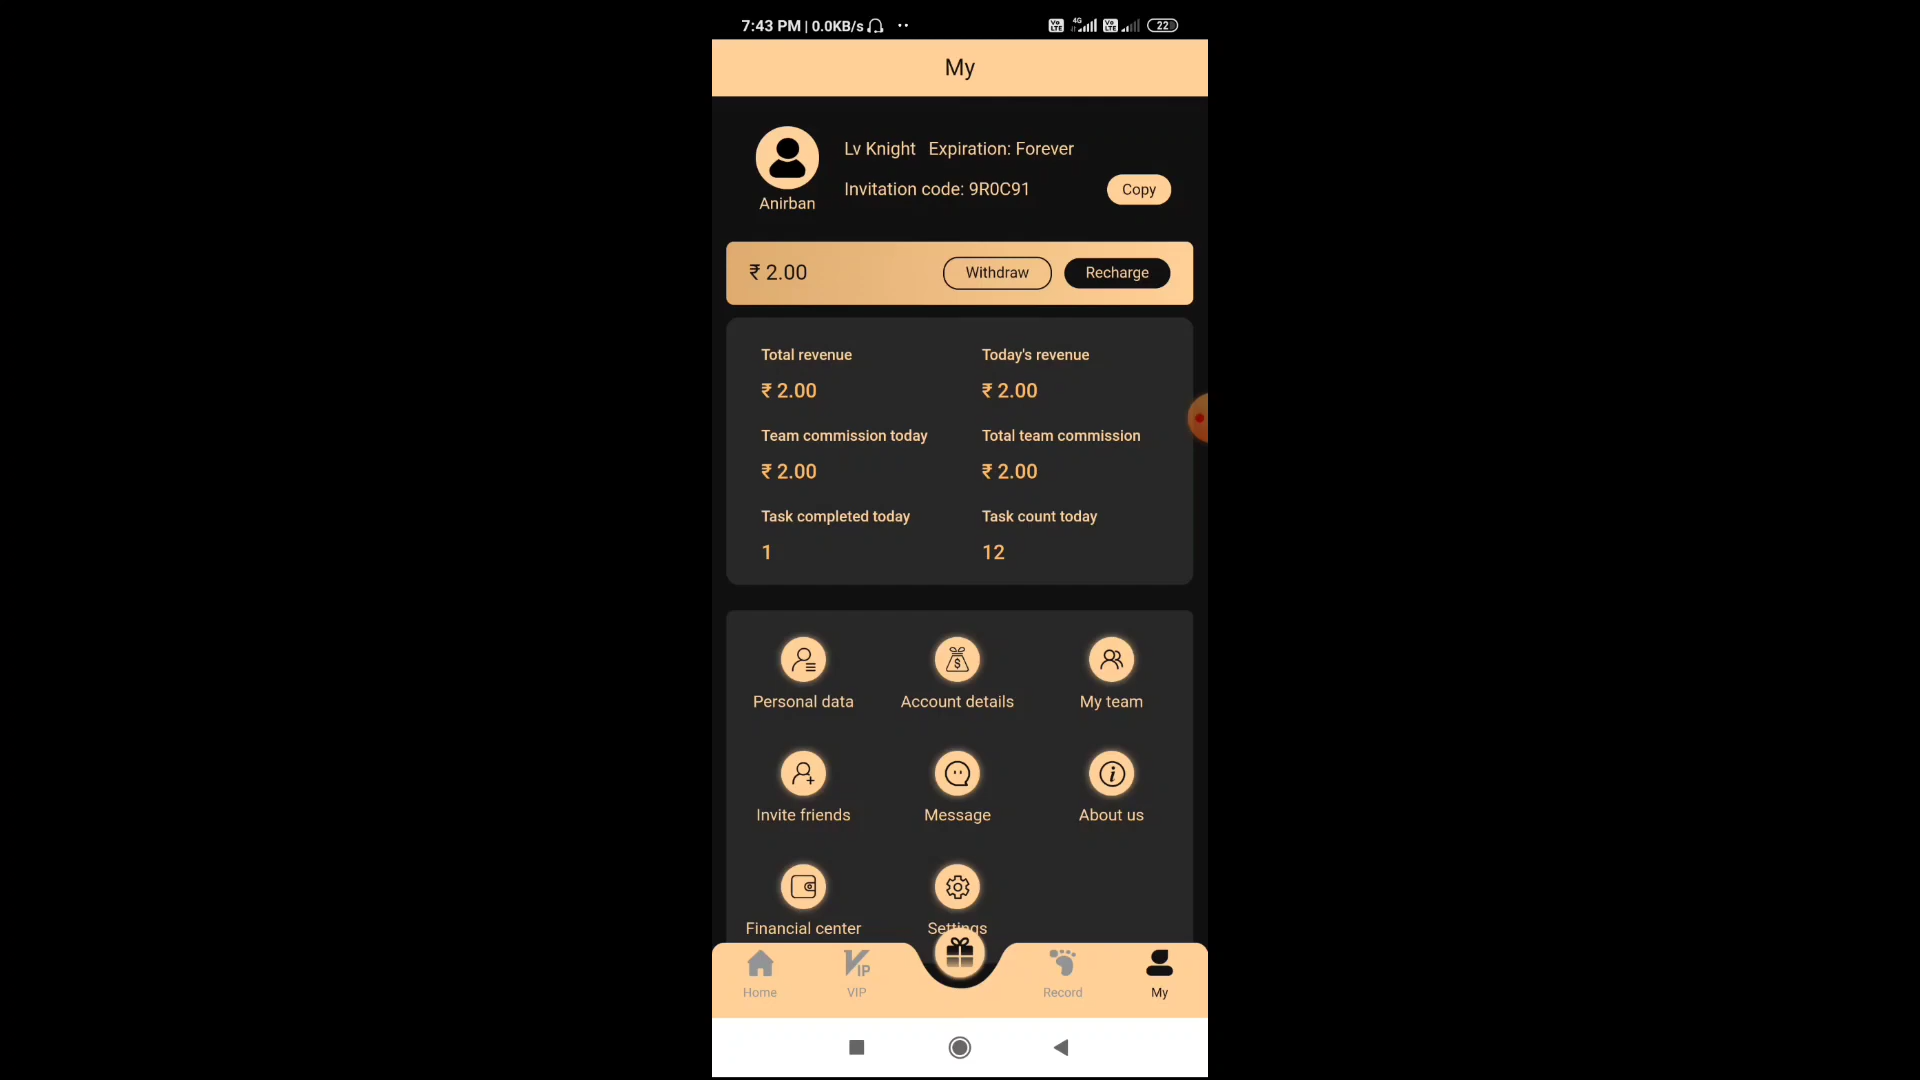 7:43 PM | 0.0KB/s
4G
22
My
Lv Knight Expiration: Forever
Invitation code: 9R0C91
Copy
Anirban
₹ 2.00
Withdraw
Recharge
Total revenue
Today's revenue
₹ 2.00
₹ 2.00
Team commission today
Total team commission
₹ 2.00
₹ 2.00
Task completed today
Task count today
1
12
Personal data
Account details
My team
Invite friends
Message
About us
Financial center
Settings
Home
VIP
Record
My